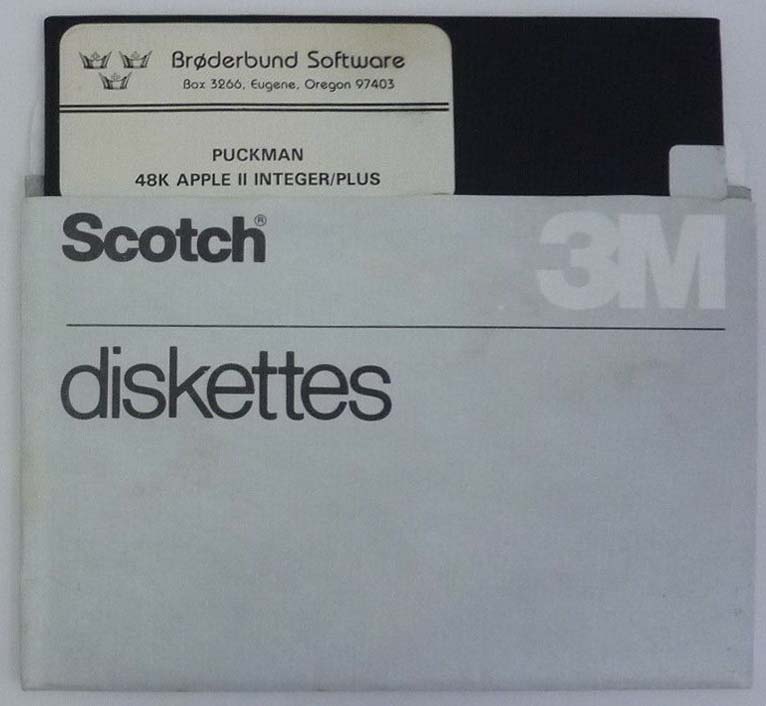 Brøderbund Software
Box 3266, Eugene, Oregon 97403
PUCKMAN
48K APPLE II INTEGER/PLUS
Scotch® 3M
diskettes